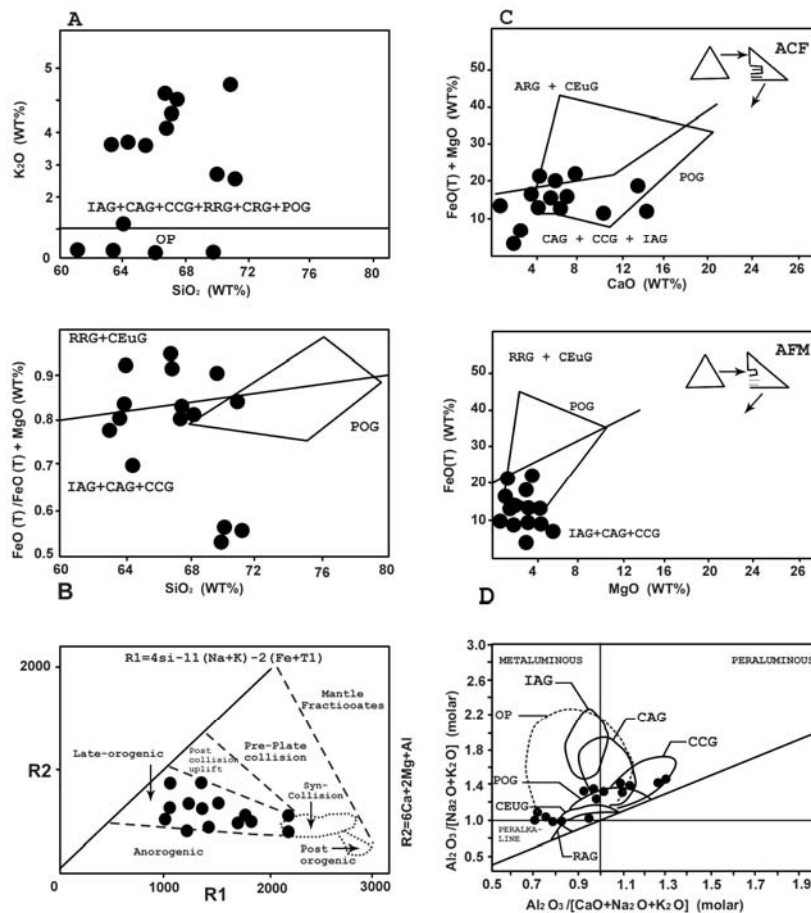 A
K2O (WT%)
5
4
3
2
1
0
IAG+CAG+CCG+RRG+CRG+POG
OP
60 64 68 72 76 80
SiO2 (WT%)
C
FeO(T) + MgO (WT%)
50
40
30
20
10
ACF
ARG + CEuG
POG
CAG + CCG + IAG
4 8 12 16 20 24 26
CaO (WT%)
FeO (T) /FeO (T) + MgO (WT%)
0.9
0.8
0.7
0.6
0.5
RRG+CEuG
POG
IAG+CAG+CCG
60 64 68 72 76 80
SiO2 (WT%)
FeO(T) (WT%)
50
40
30
20
10
AFM
RRG + CEuG
POG
IAG+CAG+CCG
4 8 12 16 20 24 26
MgO (WT%)
B
R1=4si-11(Na+K)-2(Fe+T1)
2000
R2
Mantle
Fractiooates
Late-orogenic
Post
collision
uplift
Pre-Plate
collision
Syn-
Collision
Anorogenic
Post
orogenic
0 1000 2000 3000
R1
R2=6Ca+2Mg+Al
D
Al2O3/[Na2O+K2O] (molar)
3.0
2.6
2.2
1.8
1.4
1.0
0.5
METALUMINOUS
PERALUMINOUS
IAG
OP
CAG
CCG
POG
CEUG
PERALKA-
LINE
RAG
0.5 0.7 0.9 1.1 1.3 1.5 1.7 1.9
Al2O3/[CaO+Na2O+K2O] (molar)